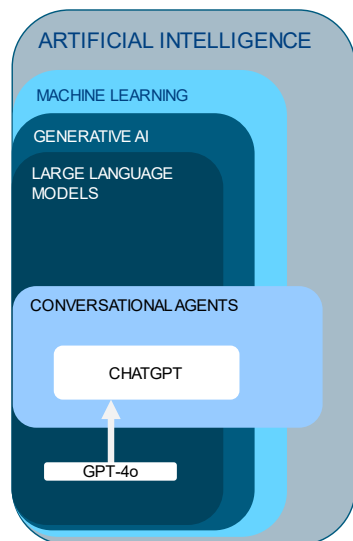 ARTIFICIAL INTELLIGENCE
MACHINE LEARNING
GENERATIVE AI
LARGE LANGUAGE
MODELS
CONVERSATIONAL AGENTS
CHATGPT
GPT-4o